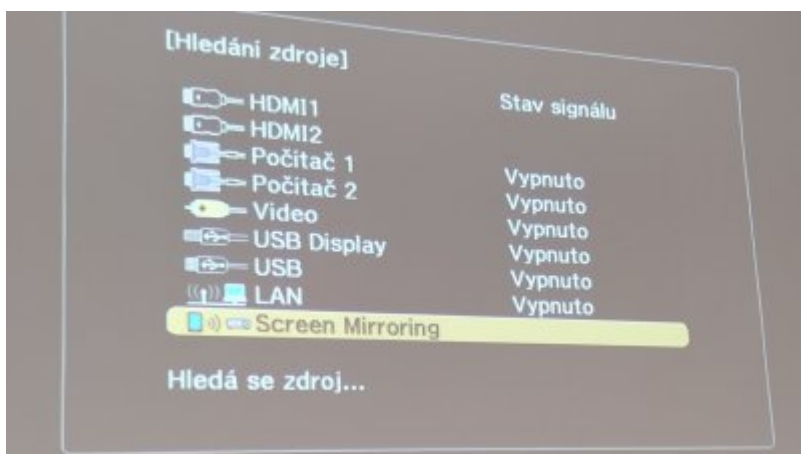 [Hledání zdroje]
Stav signálu
HDMI1
HDMI2
Počítač 1 Vypnuto
Počítač 2 Vypnuto
Video Vypnuto
USB Display Vypnuto
USB Vypnuto
LAN Vypnuto
Screen Mirroring
Hledá se zdroj...